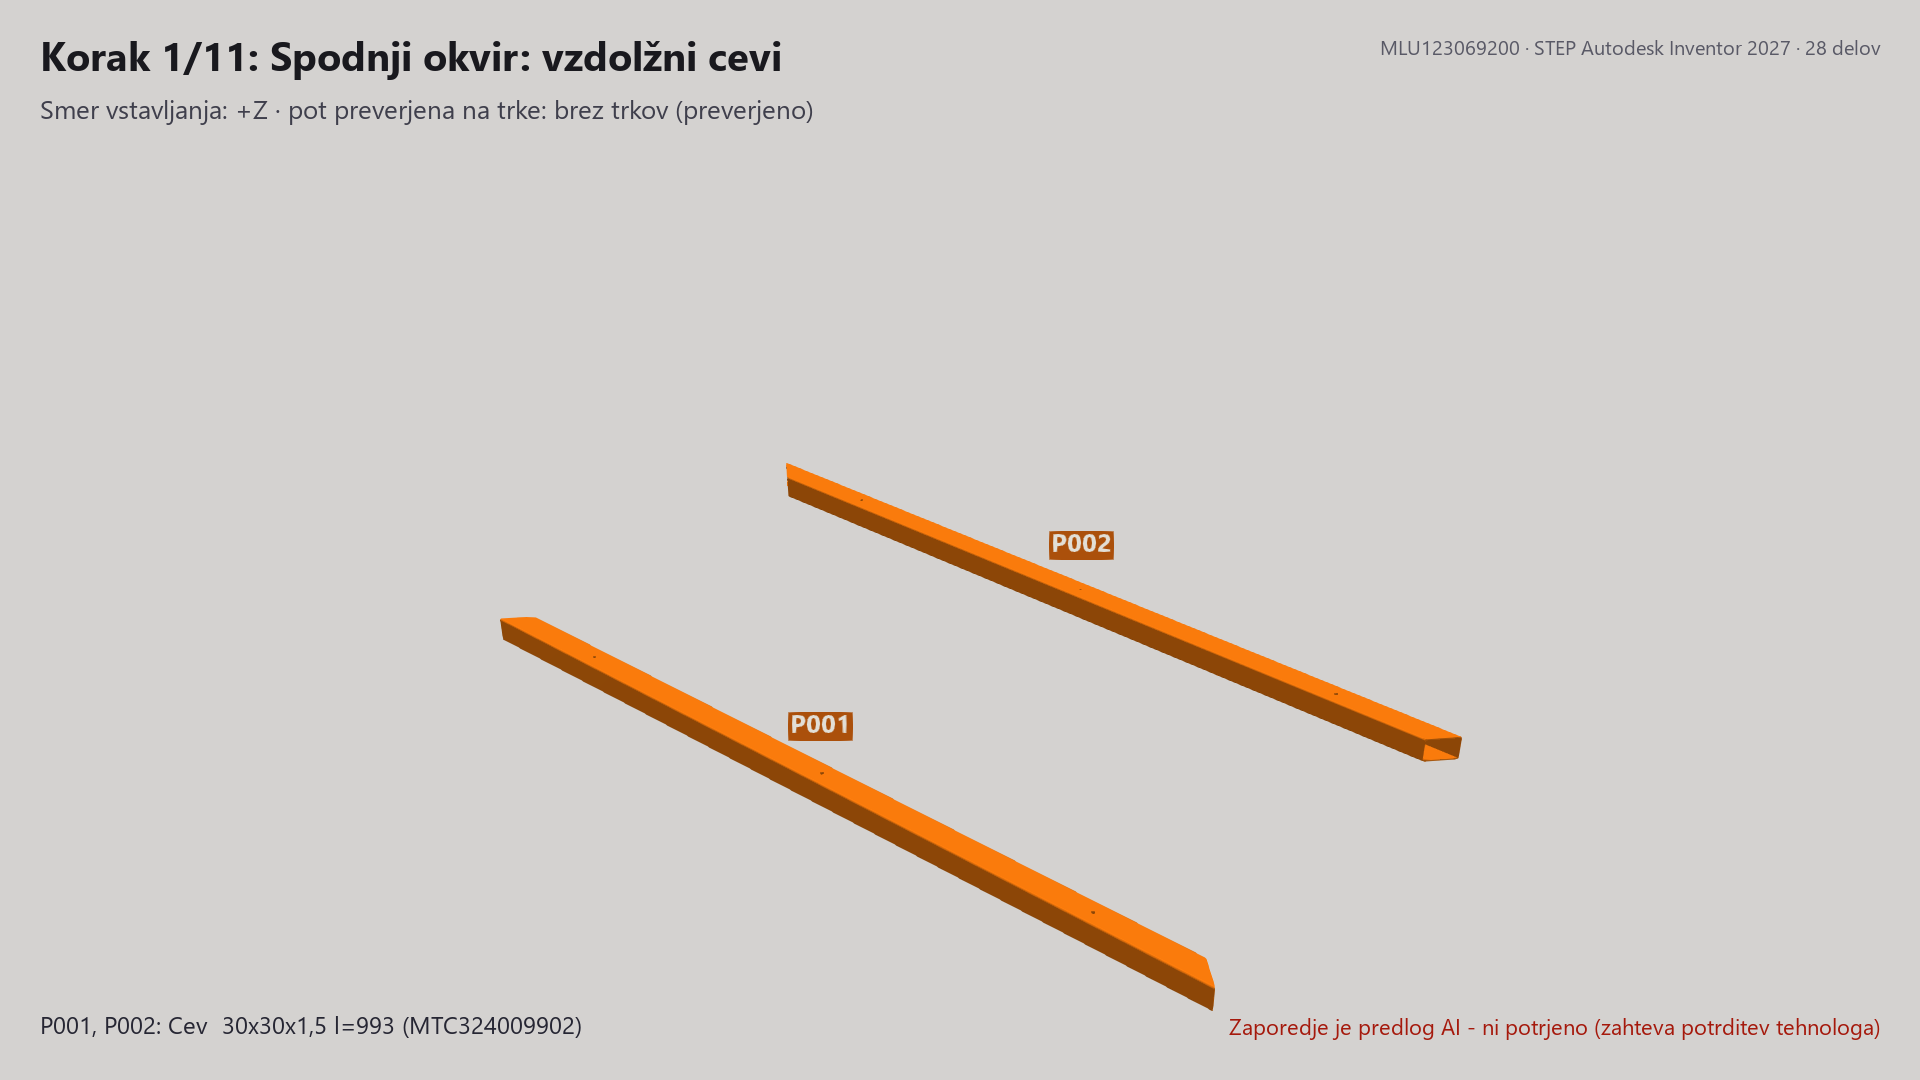 Korak 1/11: Spodnji okvir: vzdolžni cevi
MLU123069200 · STEP Autodesk Inventor 2027 · 28 delov
Smer vstavljanja: +Z · pot preverjena na trke: brez trkov (preverjeno)
P002
P001
P001, P002: Cev  30x30x1,5 l=993 (MTC324009902)
Zaporedje je predlog AI - ni potrjeno (zahteva potrditev tehnologa)